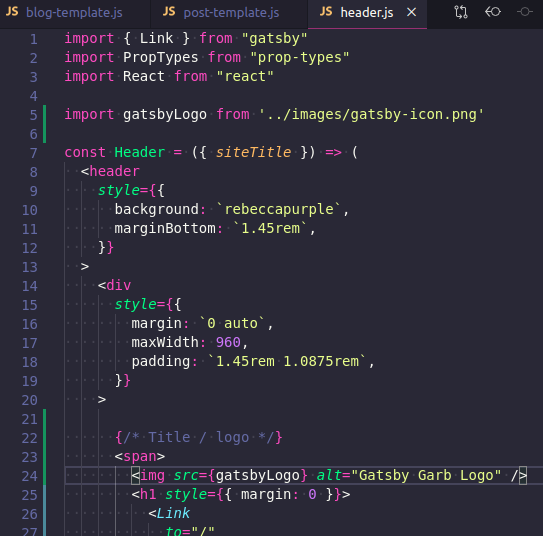 JS blog-template.js JS post-template.js JS header.js ×
1 import { Link } from "gatsby"
2 import PropTypes from "prop-types"
3 import React from "react"
4
5 import gatsbyLogo from '../images/gatsby-icon.png'
6
7 const Header = ({ siteTitle }) => (
8 <header
9 style={{
10 background: `rebeccapurple`,
11 marginBottom: `1.45rem`,
12 }}
13 >
14 <div
15 style={{
16 margin: `0 auto`,
17 maxWidth: 960,
18 padding: `1.45rem 1.0875rem`,
19 }}
20 >
21
22 {/* Title / logo */}
23 <span>
24 <img src={gatsbyLogo} alt="Gatsby Garb Logo" />
25 <h1 style={{ margin: 0 }}>
26 <Link
27 to="/"